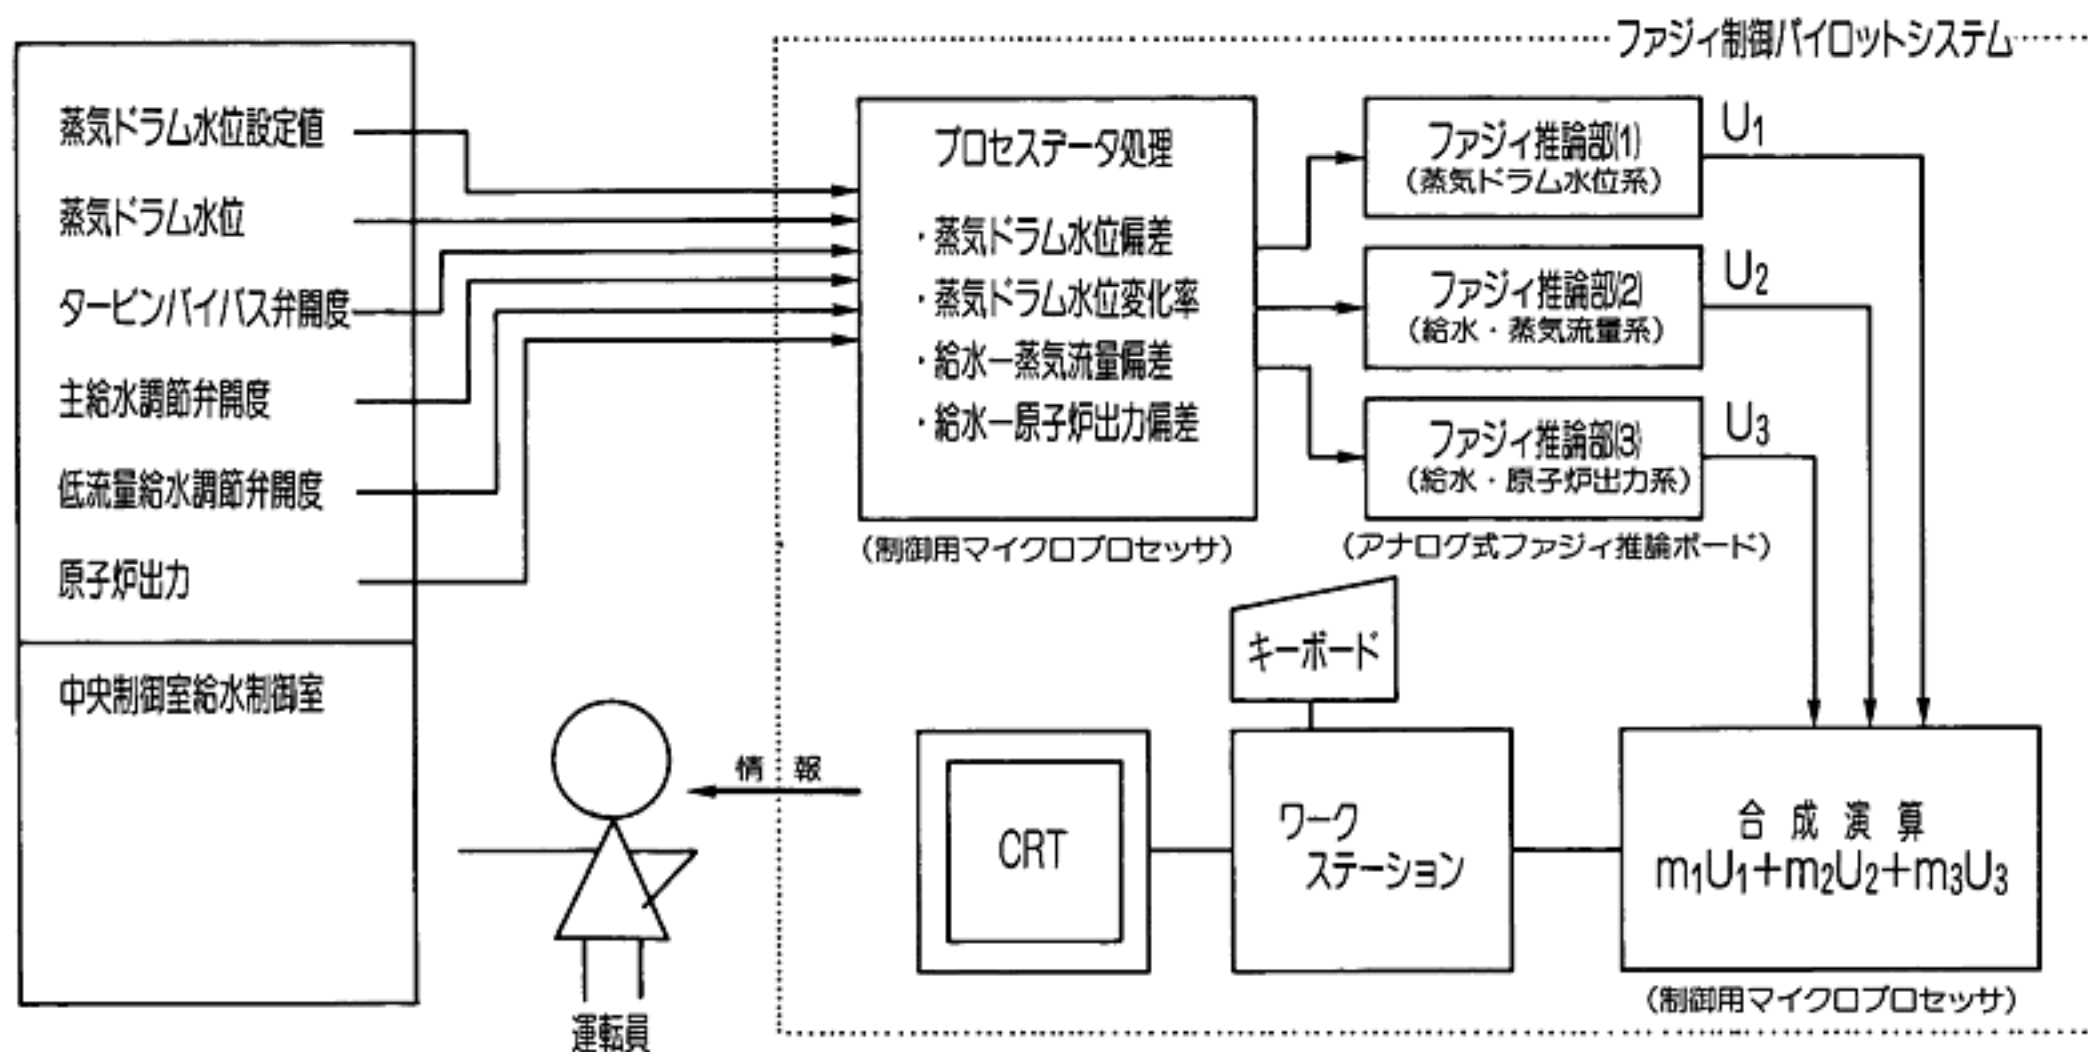 ファジィ制御パイロットシステム
蒸気ドラム水位設定値
蒸気ドラム水位
タービンバイパス弁開度
主給水調節弁開度
低流量給水調節弁開度
原子炉出力
中央制御室給水制御室
プロセスデータ処理
・蒸気ドラム水位偏差
・蒸気ドラム水位変化率
・給水ー蒸気流量偏差
・給水ー原子炉出力偏差
(制御用マイクロプロセッサ)
ファジィ推論部(1)
(蒸気ドラム水位系)
U1
ファジィ推論部(2)
(給水・蒸気流量系)
U2
ファジィ推論部(3)
(給水・原子炉出力系)
U3
(アナログ式ファジィ推論ボード)
キーボード
情 報
CRT
ワーク
ステーション
合成演算
m1U1+m2U2+m3U3
(制御用マイクロプロセッサ)
運転員